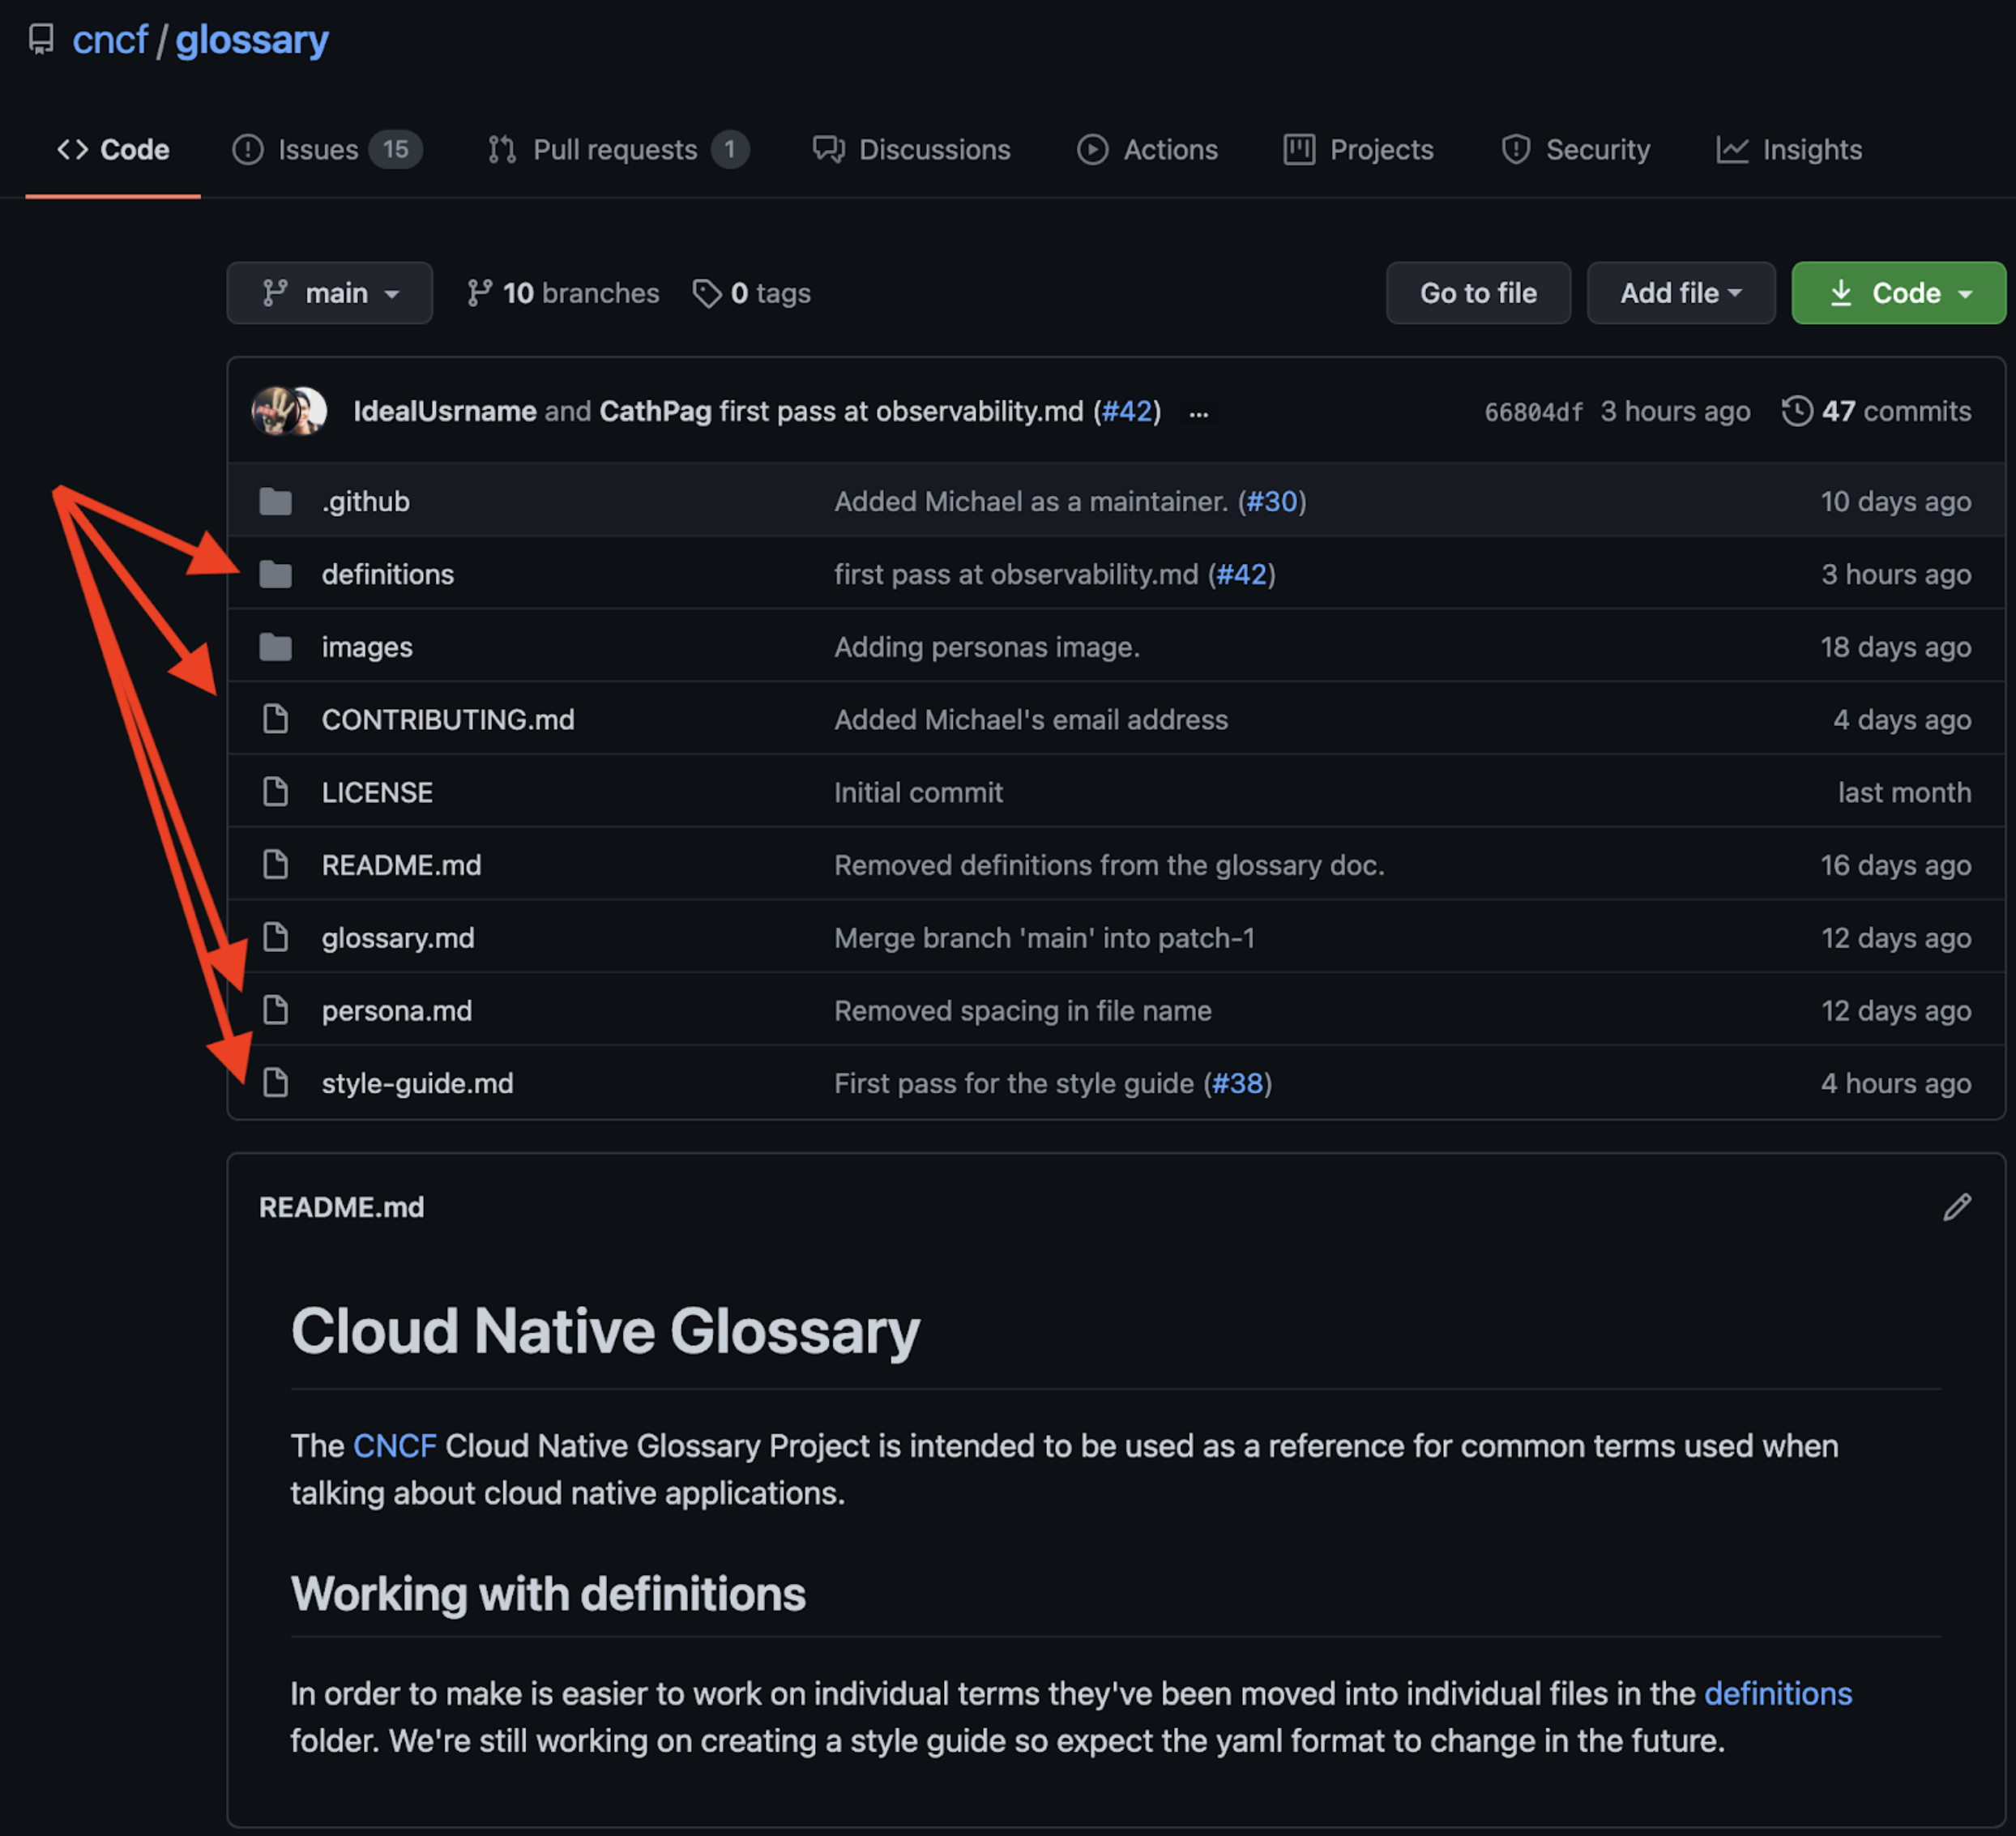 cncf / glossary
Code Issues 15 Pull requests 1 Discussions Actions Projects Security Insights
main 10 branches 0 tags Go to file Add file Code
IdealUsrname and CathPag first pass at observability.md (#42) ... 66804df 3 hours ago 47 commits
.github Added Michael as a maintainer. (#30) 10 days ago
definitions first pass at observability.md (#42) 3 hours ago
images Adding personas image. 18 days ago
CONTRIBUTING.md Added Michael's email address 4 days ago
LICENSE Initial commit last month
README.md Removed definitions from the glossary doc. 16 days ago
glossary.md Merge branch 'main' into patch-1 12 days ago
persona.md Removed spacing in file name 12 days ago
style-guide.md First pass for the style guide (#38) 4 hours ago
README.md
Cloud Native Glossary
The CNCF Cloud Native Glossary Project is intended to be used as a reference for common terms used when
talking about cloud native applications.
Working with definitions
In order to make is easier to work on individual terms they've been moved into individual files in the definitions
folder. We're still working on creating a style guide so expect the yaml format to change in the future.